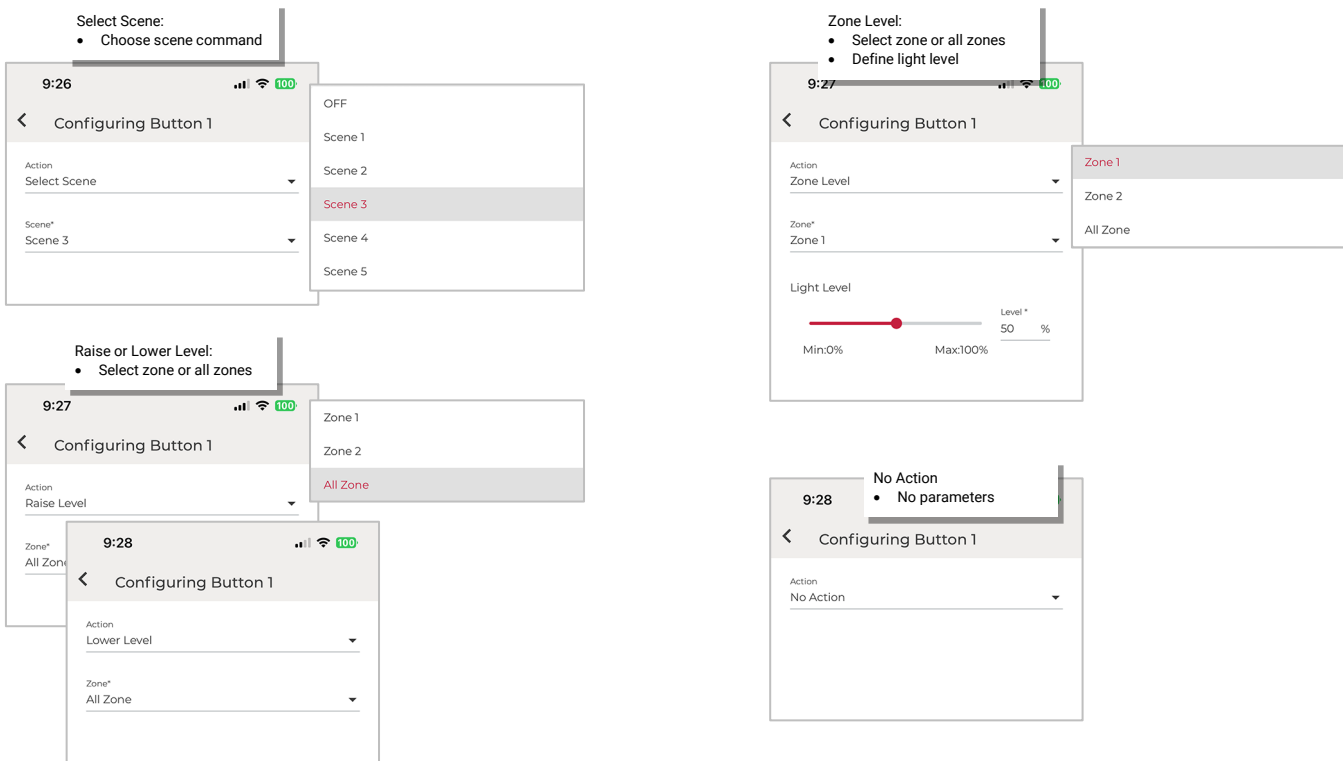 Select Scene:
• Choose scene command
9:26
100
Configuring Button 1
Action
Select Scene
Scene*
Scene 3
OFF
Scene 1
Scene 2
Scene 3
Scene 4
Scene 5
Raise or Lower Level:
• Select zone or all zones
9:27
100
Configuring Button 1
Action
Raise Level
Zone*
All Zone
Zone 1
Zone 2
All Zone
9:28
100
Configuring Button 1
Action
Lower Level
Zone*
All Zone
Zone Level:
• Select zone or all zones
• Define light level
9:27
100
Configuring Button 1
Action
Zone Level
Zone*
Zone 1
Light Level
Level *
50 %
Min:0% Max:100%
Zone 1
Zone 2
All Zone
No Action
• No parameters
9:28
Configuring Button 1
Action
No Action